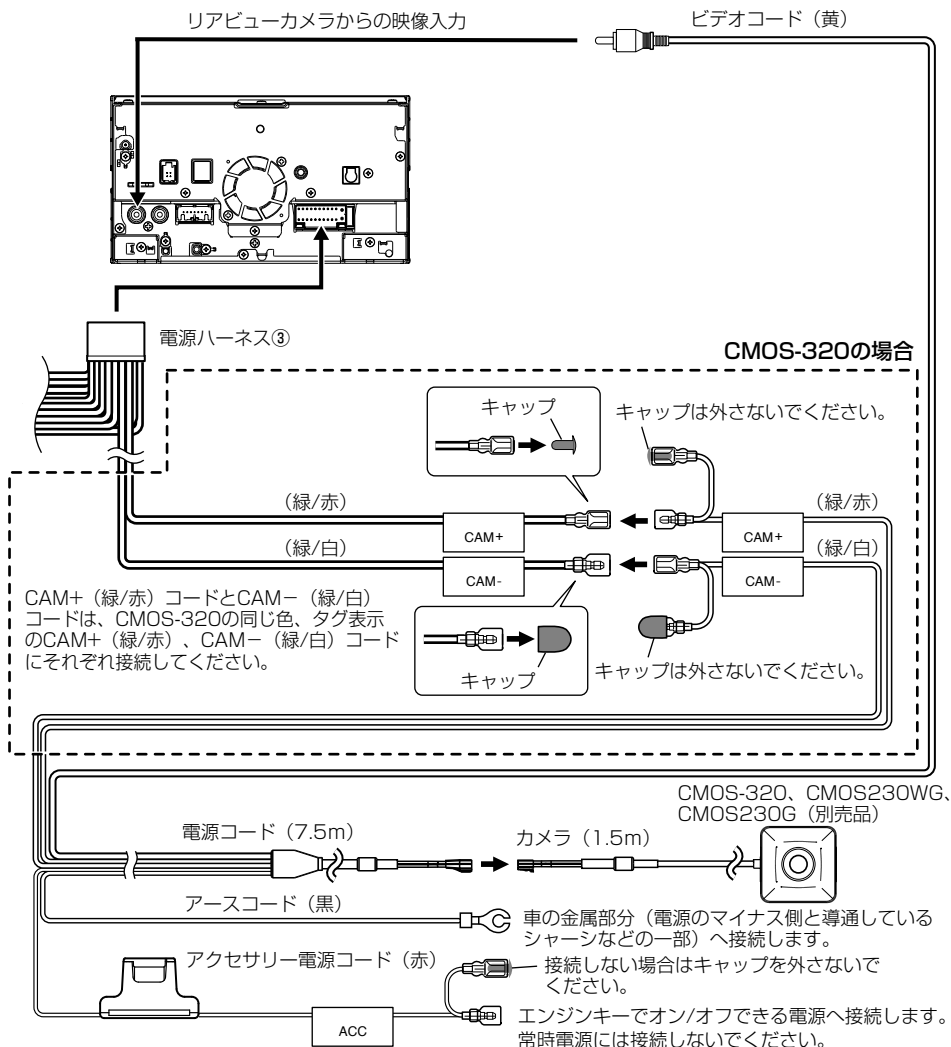 リアビューカメラからの映像入力
ビデオコード（黄）
電源ハーネス③
CMOS-320の場合
キャップ
キャップは外さないでください。
（緑/赤）
CAM+
（緑/赤）
CAM+
（緑/白）
CAM-
（緑/白）
CAM-
CAM+（緑/赤）コードとCAM−（緑/白）
コードは、CMOS-320の同じ色、タグ表示
のCAM+（緑/赤）、CAM−（緑/白）コード
にそれぞれ接続してください。
キャップ
キャップは外さないでください。
CMOS-320、CMOS230WG、
CMOS230G（別売品）
電源コード（7.5m）
カメラ（1.5m）
アースコード（黒）
車の金属部分（電源のマイナス側と導通している
シャーシなどの一部）へ接続します。
アクセサリー電源コード（赤）
接続しない場合はキャップを外さないで
ください。
ACC
エンジンキーでオン/オフできる電源へ接続します。
常時電源には接続しないでください。